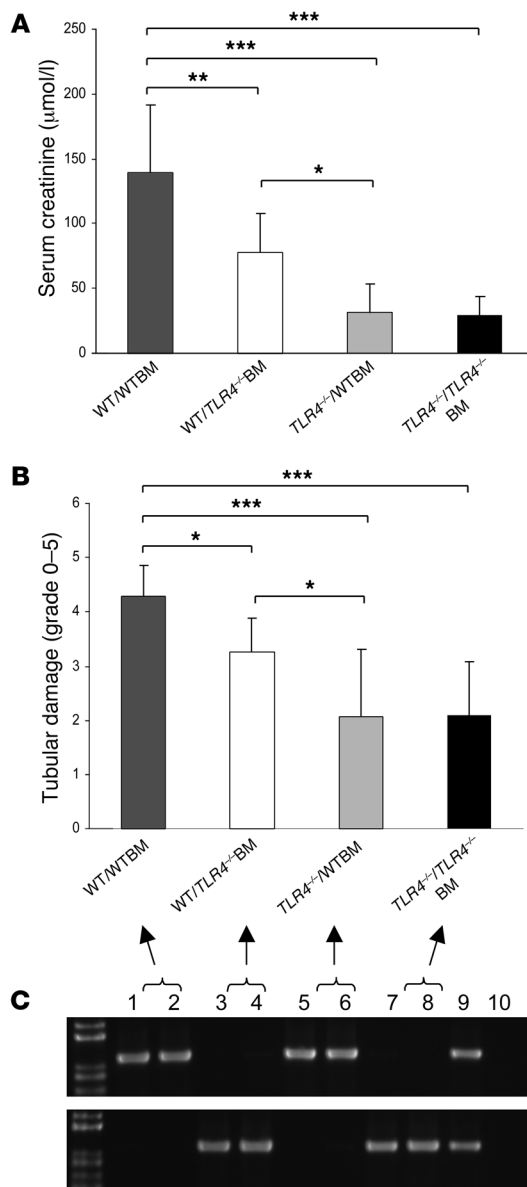 A
250
***
***
200
**
150
*
100
50
0
Serum creatinine (μmol/l)
WT/WTBM
WT/TLR4–/–BM
TLR4–/–/WTBM
TLR4–/–/TLR4–/–
BM
B
6
***
***
5
*
4
*
3
2
1
0
Tubular damage (grade 0–5)
WT/WTBM
WT/TLR4–/–BM
TLR4–/–/WTBM
TLR4–/–/TLR4–/–
BM
C
1 2 3 4 5 6 7 8 9 10